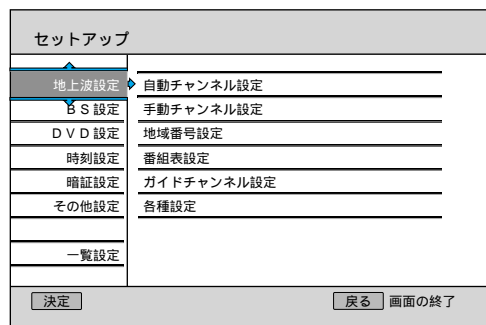 セットアップ
地上波設定
BS設定
DVD設定
時刻設定
暗証設定
その他設定
一覧設定
自動チャンネル設定
手動チャンネル設定
地域番号設定
番組表設定
ガイドチャンネル設定
各種設定
決定
戻る 画面の終了